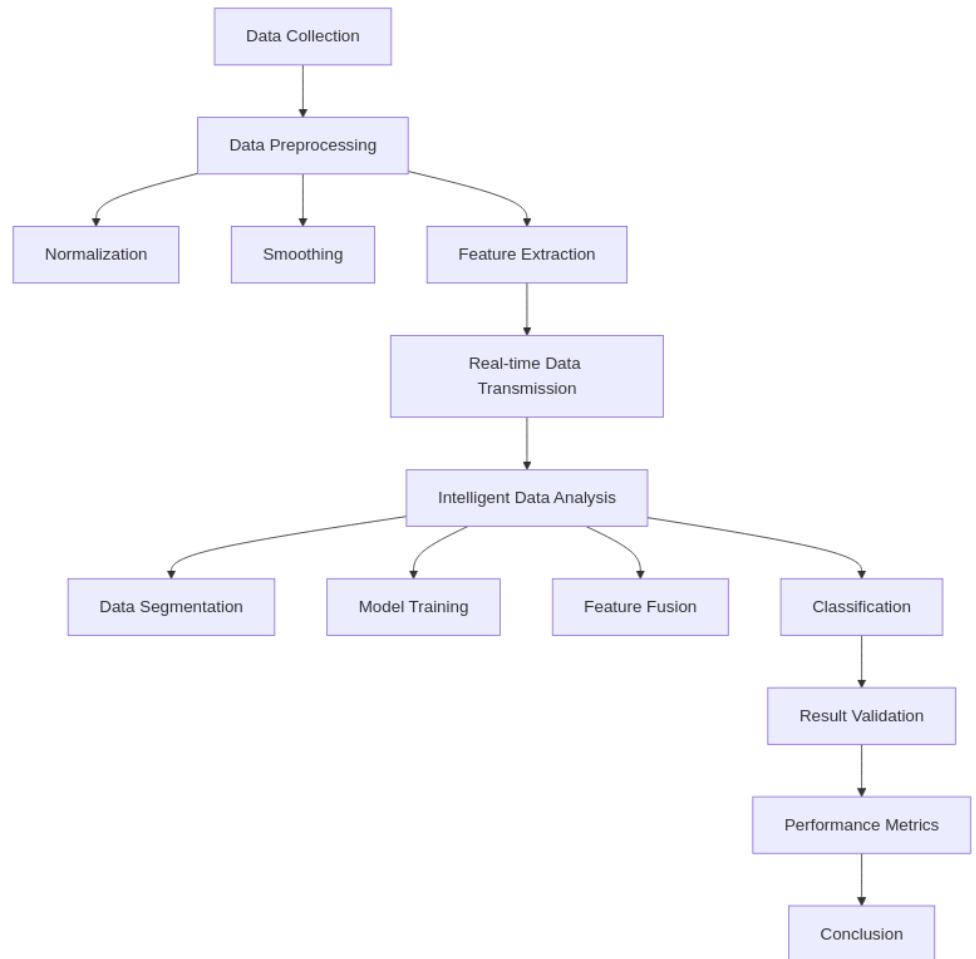 Data Collection
Data Preprocessing
Normalization
Smoothing
Feature Extraction
Real-time Data
Transmission
Intelligent Data Analysis
Data Segmentation
Model Training
Feature Fusion
Classification
Result Validation
Performance Metrics
Conclusion